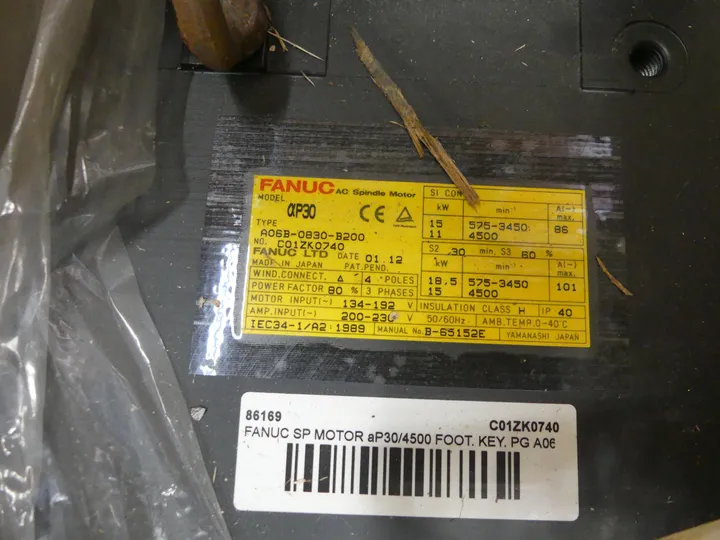 FANUC AC Spindle Motor
MODEL αP30
CE
TYPE A06B-0830-B200
NO. C01ZK0740
FANUC LTD DATE 01.12
MADE IN JAPAN PAT.PEND.
WIND.CONNECT. Δ 4 POLES
POWER FACTOR 80 % 3 PHASES
MOTOR INPUT(~) 134-192 V
AMP.INPUT(~) 200-230 V 50/60Hz
IEC34-1/A2:1989 MANUAL No. B-65152E
S1 CON
kW min⁻¹ A(~) max.
15 575-3450 86
11 4500
S2 30 min. S3 60 %
kW min⁻¹ A(~) max.
18.5 575-3450 101
15 4500
INSULATION CLASS H IP 40
AMB.TEMP.0-40°C
YAMANASHI JAPAN
86169 C01ZK0740
FANUC SP MOTOR aP30/4500 FOOT. KEY. PG A06